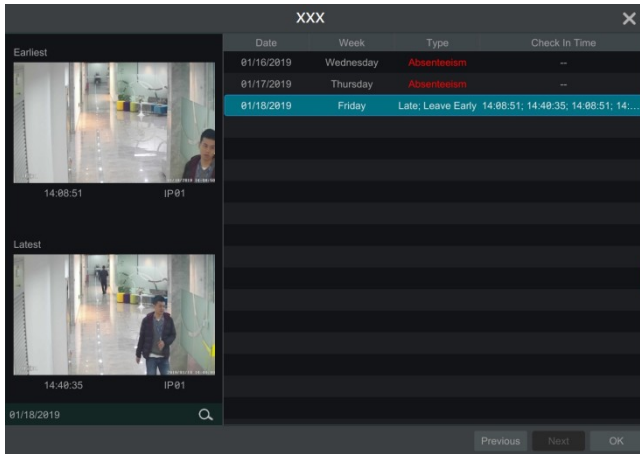 XXX
Earliest
14:08:51 IP01
Latest
14:40:35 IP01
01/18/2019
Date Week Type Check In Time
01/16/2019 Wednesday Absenteeism --
01/17/2019 Thursday Absenteeism --
01/18/2019 Friday Late; Leave Early 14:08:51; 14:40:35; 14:08:51; 14:...
Previous Next OK